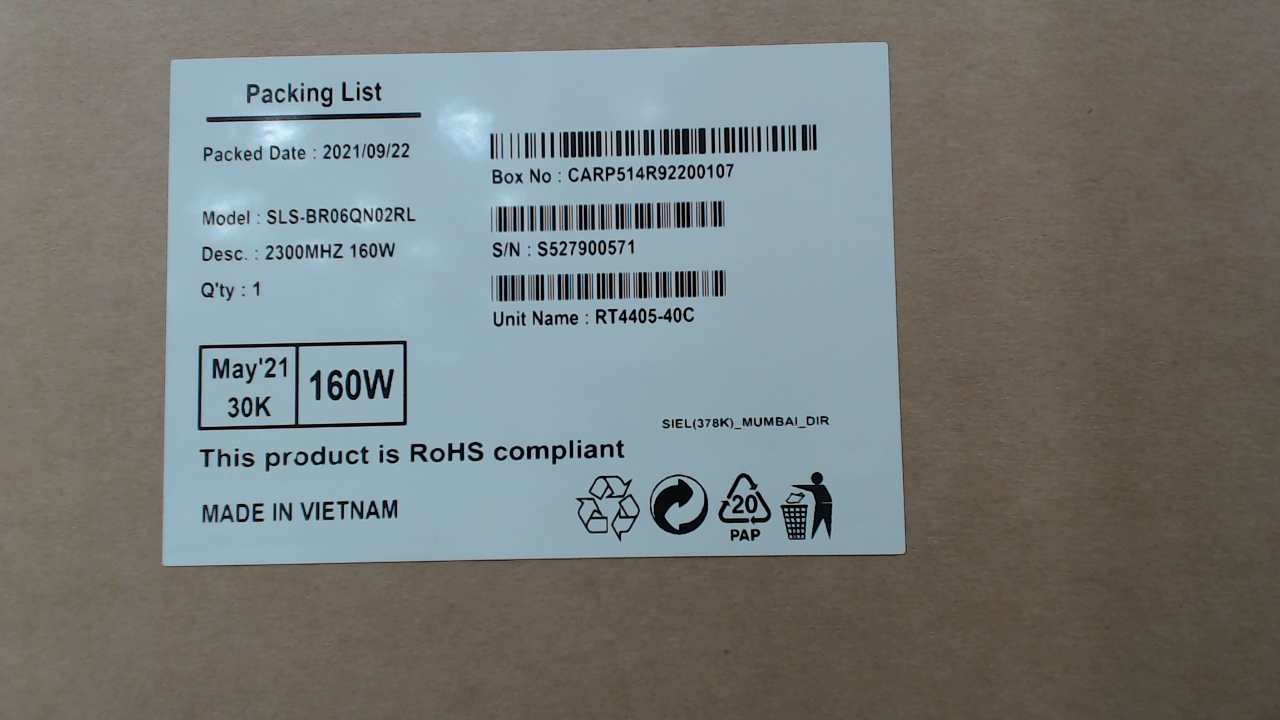 Packing List
Packed Date : 2021/09/22
Box No : CARP514R92200107
Model : SLS-BR06QN02RL
S/N : S527900571
Desc. : 2300MHZ 160W
Q'ty : 1
Unit Name : RT4405-40C
May'21
30K
160W
SIEL(378K)_MUMBAI_DIR
This product is RoHS compliant
MADE IN VIETNAM
20
PAP